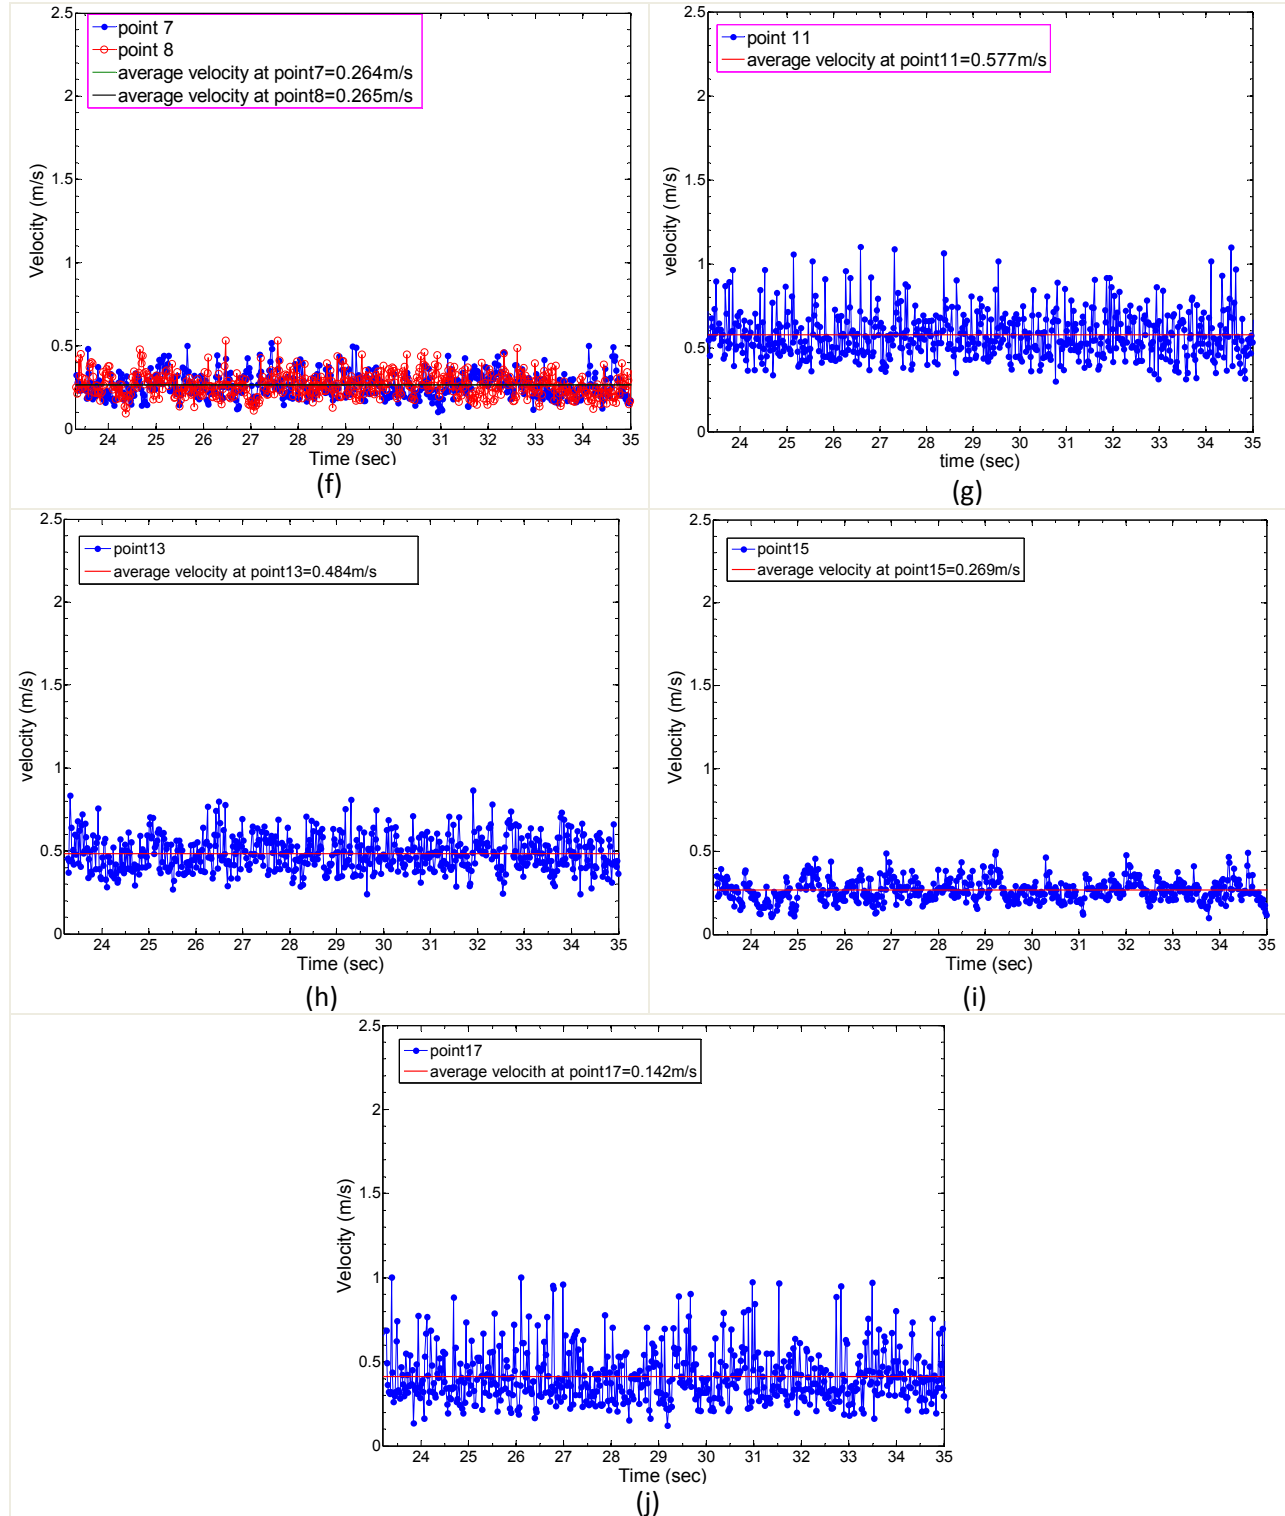 2.5
2
1.5
1
0.5
0
Velocity (m/s)
point 7
point 8
average velocity at point7=0.264m/s
average velocity at point8=0.265m/s
24 25 26 27 28 29 30 31 32 33 34 35
Time (sec)
(f)
2.5
2
1.5
1
0.5
0
velocity (m/s)
point 11
average velocity at point11=0.577m/s
24 25 26 27 28 29 30 31 32 33 34 35
time (sec)
(g)
2.5
2
1.5
1
0.5
0
velocity (m/s)
point13
average velocity at point13=0.484m/s
24 25 26 27 28 29 30 31 32 33 34 35
Time (sec)
(h)
2.5
2
1.5
1
0.5
0
Velocity (m/s)
point15
average velocity at point15=0.269m/s
24 25 26 27 28 29 30 31 32 33 34 35
Time (sec)
(i)
2.5
2
1.5
1
0.5
0
Velocity (m/s)
point17
average velocith at point17=0.142m/s
24 25 26 27 28 29 30 31 32 33 34 35
Time (sec)
(j)